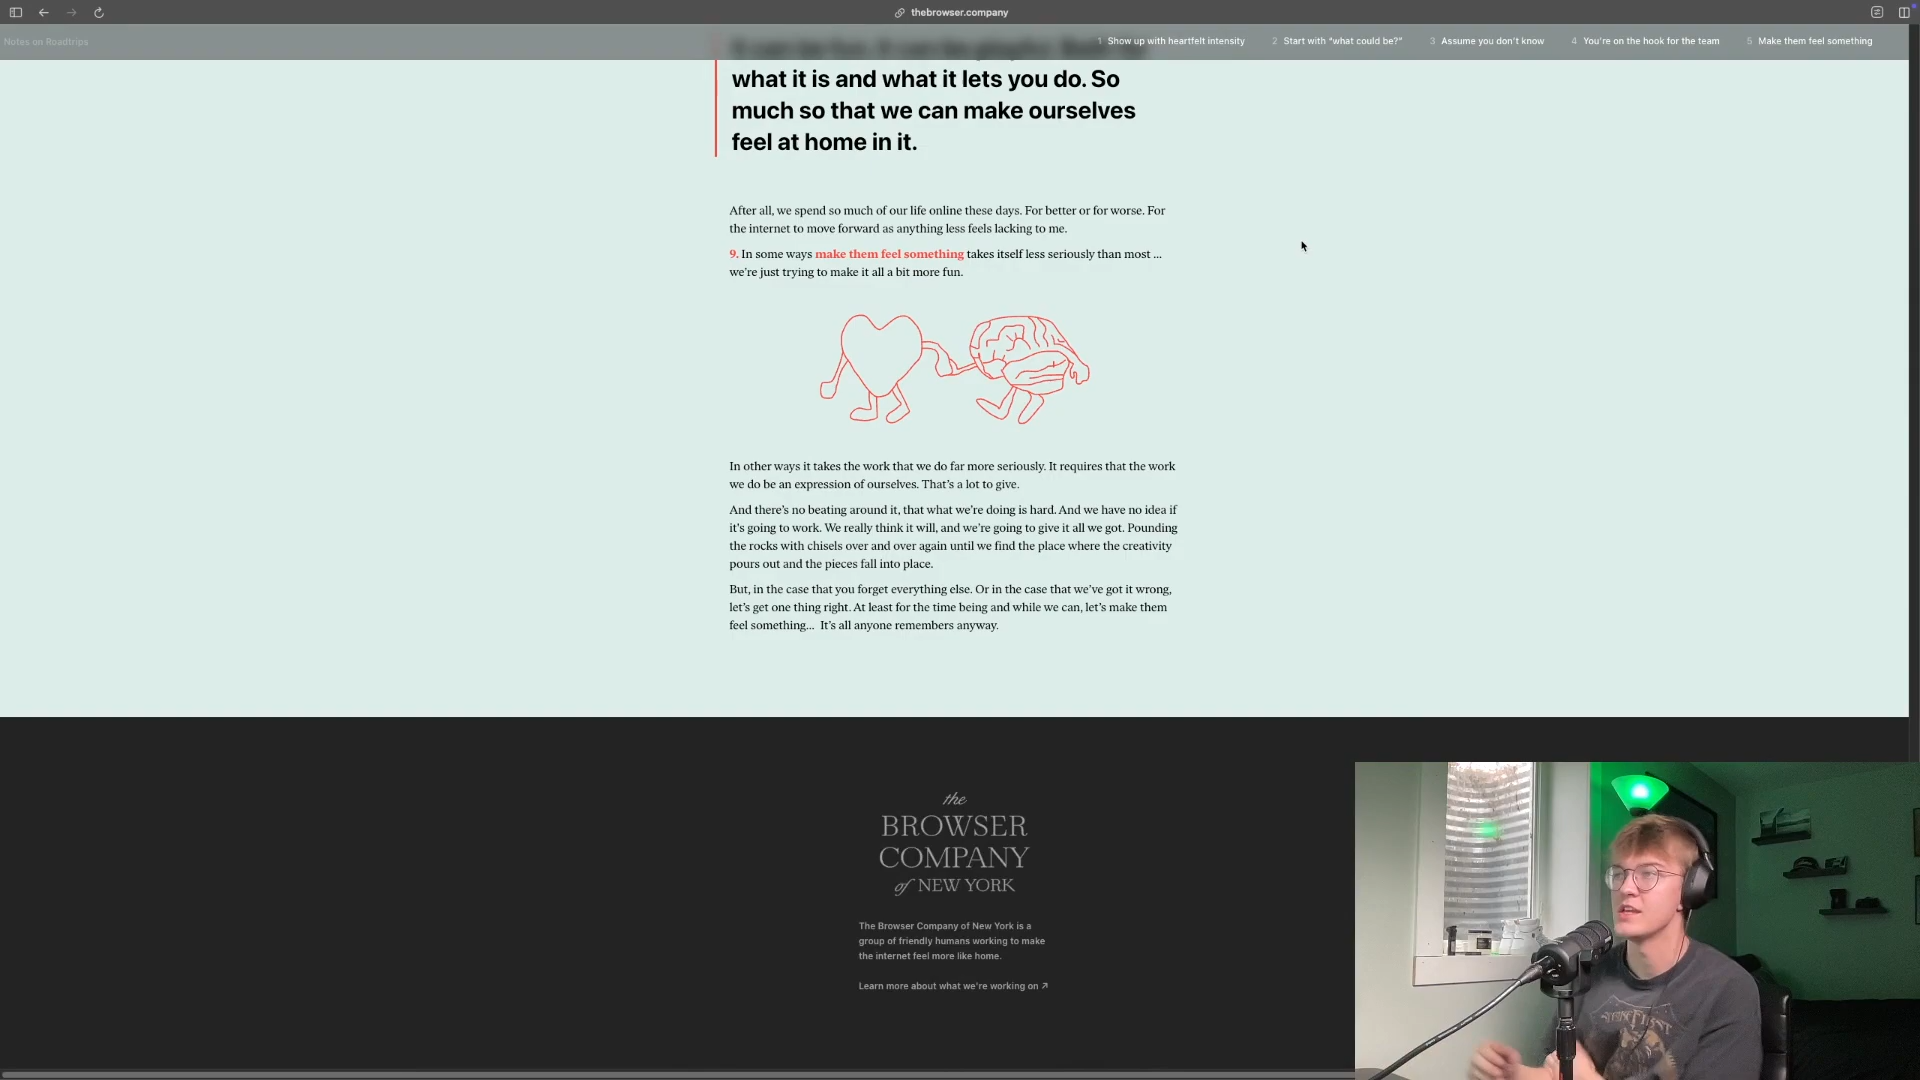 thebrowser.company
Notes on Roadtrips
1 Show up with heartfelt intensity
2 Start with “what could be?”
3 Assume you don’t know
4 You’re on the hook for the team
5 Make them feel something
what it is and what it lets you do. So
much so that we can make ourselves
feel at home in it.
After all, we spend so much of our life online these days. For better or for worse. For
the internet to move forward as anything less feels lacking to me.
9. In some ways make them feel something takes itself less seriously than most ...
we’re just trying to make it all a bit more fun.
In other ways it takes the work that we do far more seriously. It requires that the work
we do be an expression of ourselves. That’s a lot to give.
And there’s no beating around it, that what we’re doing is hard. And we have no idea if
it’s going to work. We really think it will, and we’re going to give it all we got. Pounding
the rocks with chisels over and over again until we find the place where the creativity
pours out and the pieces fall into place.
But, in the case that you forget everything else. Or in the case that we’ve got it wrong,
let’s get one thing right. At least for the time being and while we can, let’s make them
feel something... It’s all anyone remembers anyway.
the
BROWSER
COMPANY
of NEW YORK
The Browser Company of New York is a
group of friendly humans working to make
the internet feel more like home.
Learn more about what we’re working on ↗